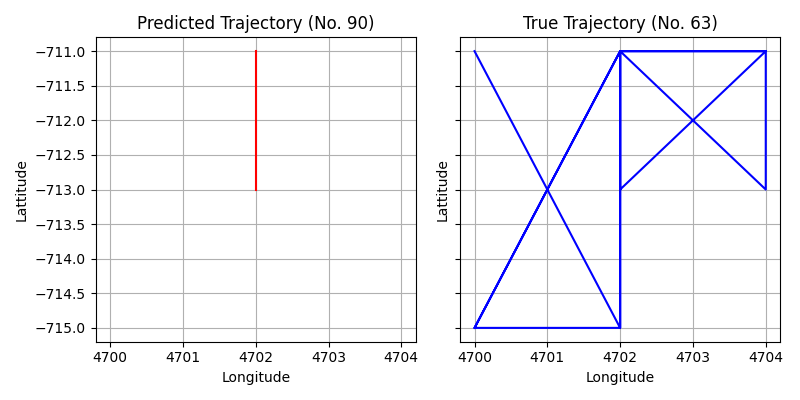 Predicted Trajectory (No. 90)
True Trajectory (No. 63)
−711.0
−711.5
−712.0
−712.5
−713.0
−713.5
−714.0
−714.5
−715.0
Lattitude
Lattitude
4700 4701 4702 4703 4704
4700 4701 4702 4703 4704
Longitude
Longitude